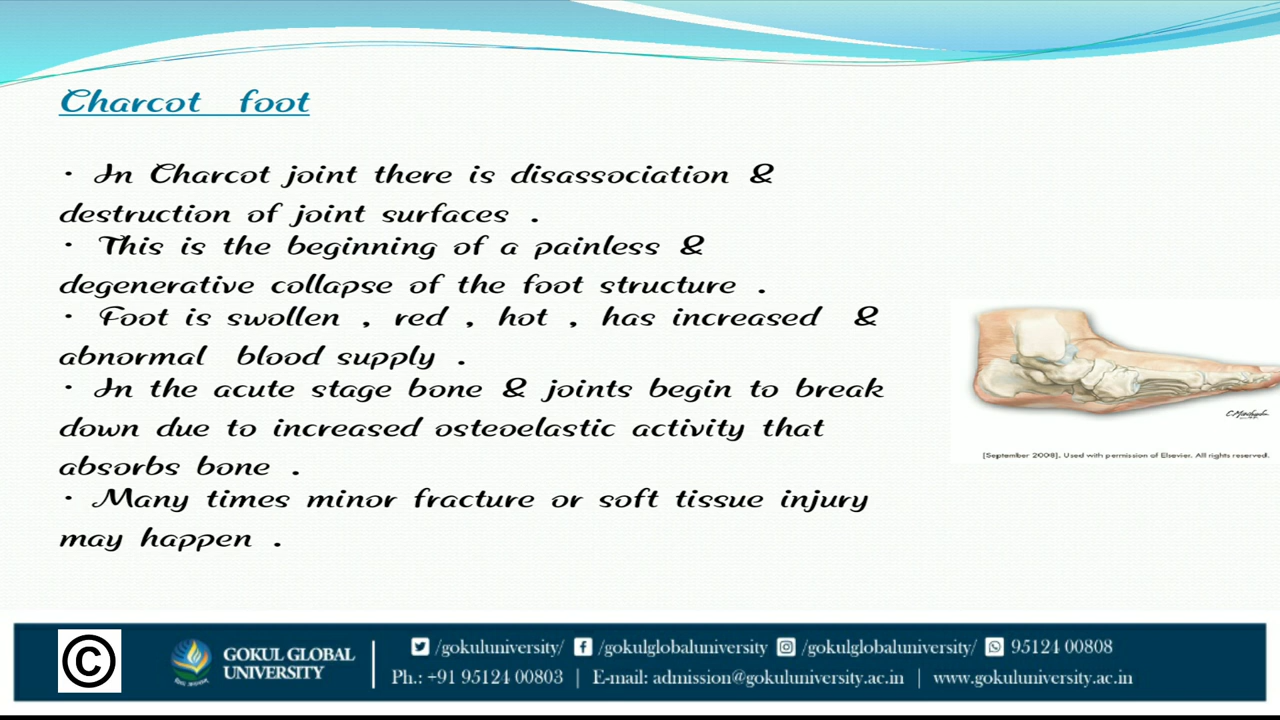 Charcot foot
• In Charcot joint there is disassociation &
destruction of joint surfaces .
• This is the beginning of a painless &
degenerative collapse of the foot structure .
• Foot is swollen , red , hot , has increased &
abnormal blood supply .
• In the acute stage bone & joints begin to break
down due to increased osteoelastic activity that
absorbs bone .
• Many times minor fracture or soft tissue injury
may happen .
[September 2008], Used with permission of Elsevier. All rights reserved.
©
GOKUL GLOBAL
UNIVERSITY
/gokuluniversity/ /gokulglobaluniversity /gokulglobaluniversity/ 95124 00808
Ph.: +91 95124 00803 | E-mail: admission@gokuluniversity.ac.in | www.gokuluniversity.ac.in